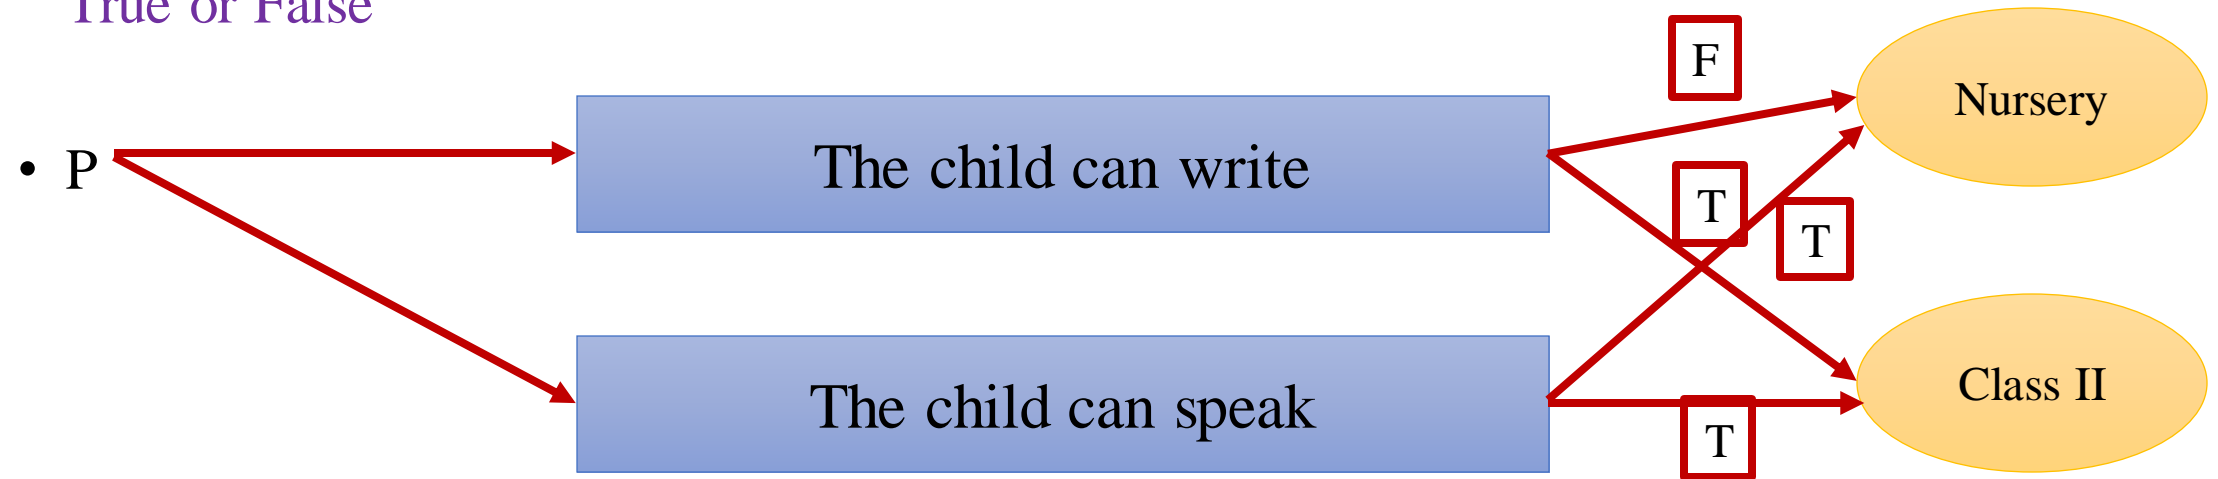 True or False
F
Nursery
• P
The child can write
T
T
Class II
The child can speak
T